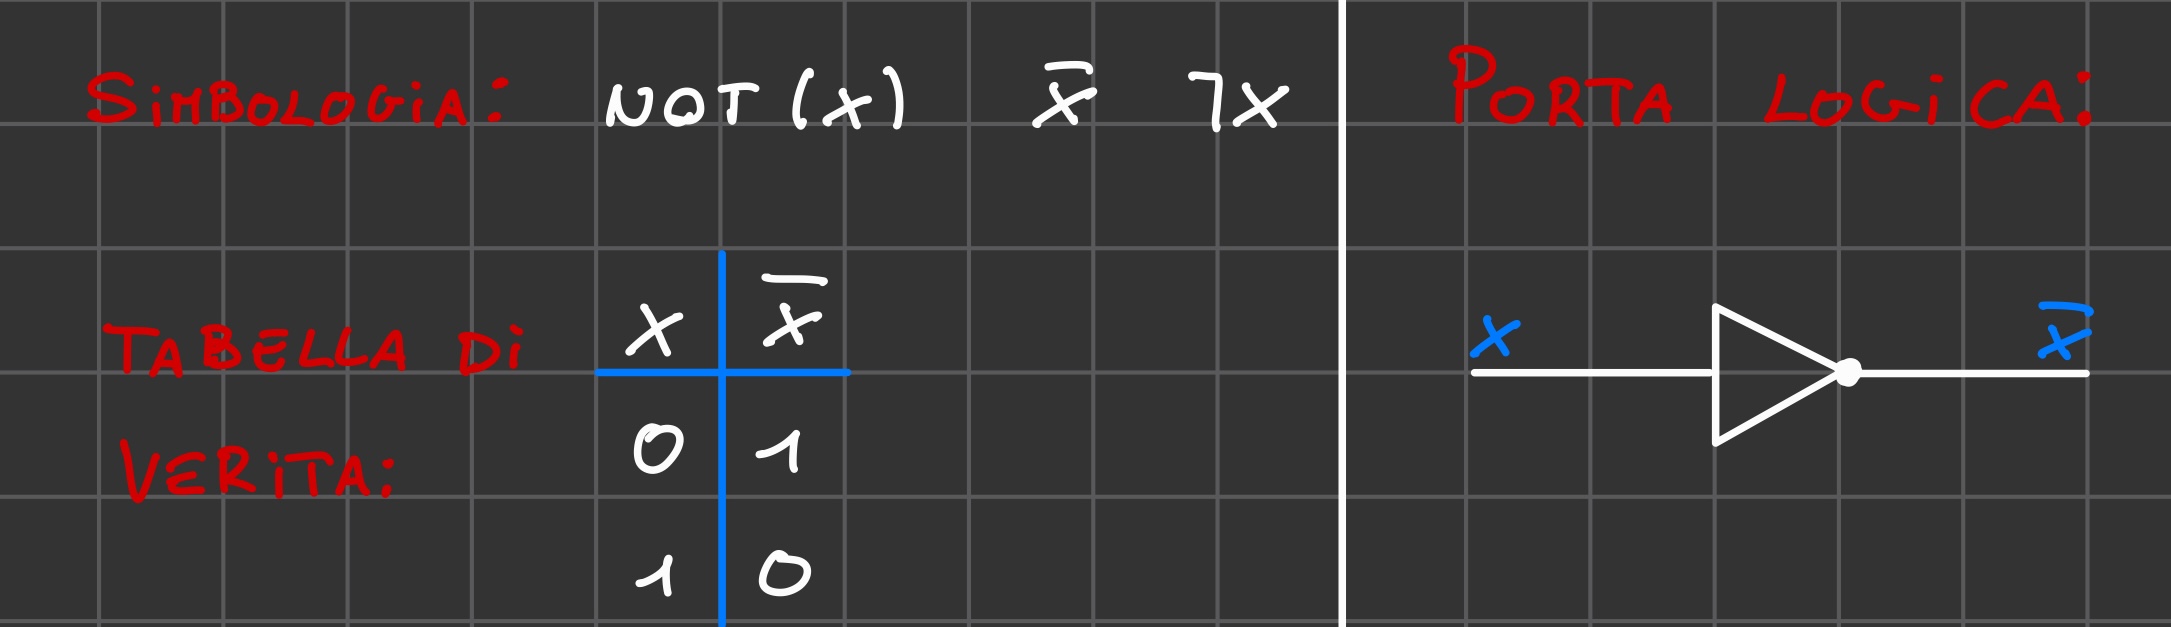 SIMBOLOGIA: NOT(x) x̅ ¬x
TABELLA DI
VERITA:
x x̅
0 1
1 0
PORTA LOGICA:
x x̅